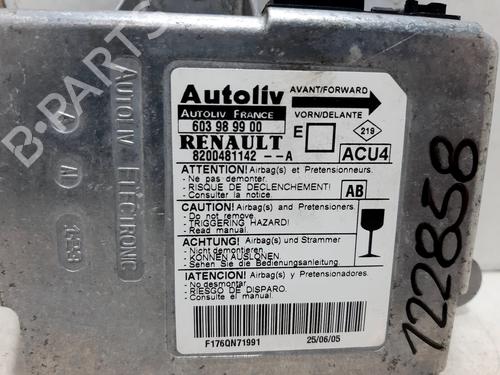 Autoliv
AVANT/FORWARD
AUTOLIV FRANCE
VORN/DELANTE
603 98 99 00
E
219
RENAULT
8200481142 --A
ACU4
ATTENTION! Airbag(s) et Pretensionneurs.
- Ne pas demonter.
- RISQUE DE DECLENCHEMENT!
- Consulter la notice.
AB
CAUTION! Airbag(s) and Pretensioners.
- Do not remove.
- TRIGGERING HAZARD!
- Read manual.
ACHTUNG! Airbag(s) und Strammer
- Nicht demontieren.
- KONNEN AUSLONEN
- Sehen Sie die Bedienungsanleitung.
IATENCION! Airbag(s) y Pretensionadores.
- No desmontar
- RIESGO DE DISPARO.
- Consulte el manual.
F176QN71991
25/06/05
122858
AUTOLIV ELECTRONIC
B-PARTS